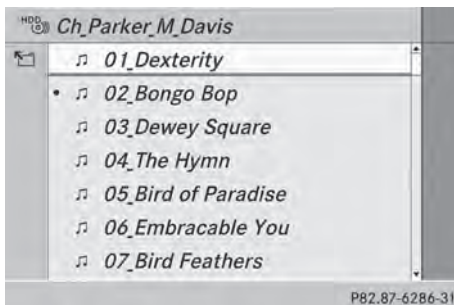 HDD Ch_Parker_M_Davis
01_Dexterity
02_Bongo Bop
03_Dewey Square
04_The Hymn
05_Bird of Paradise
06_Embracable You
07_Bird Feathers
P82.87-6286-31